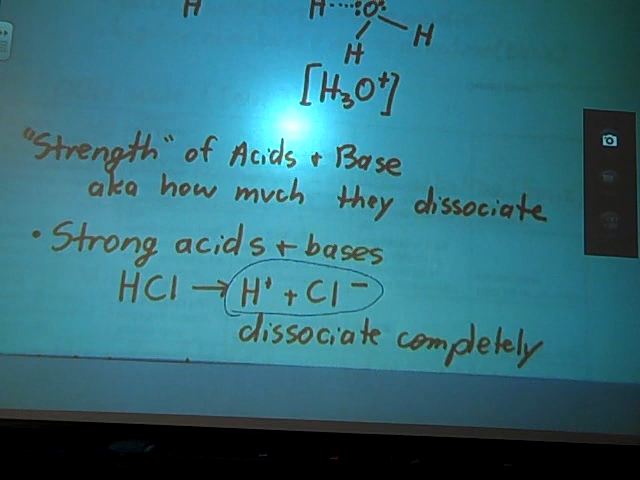 H H :O:
H H
[H₃O⁺]
"Strength" of Acids + Base
aka how much they dissociate
• Strong acids + bases
HCl → H⁺ + Cl⁻
dissociate completely